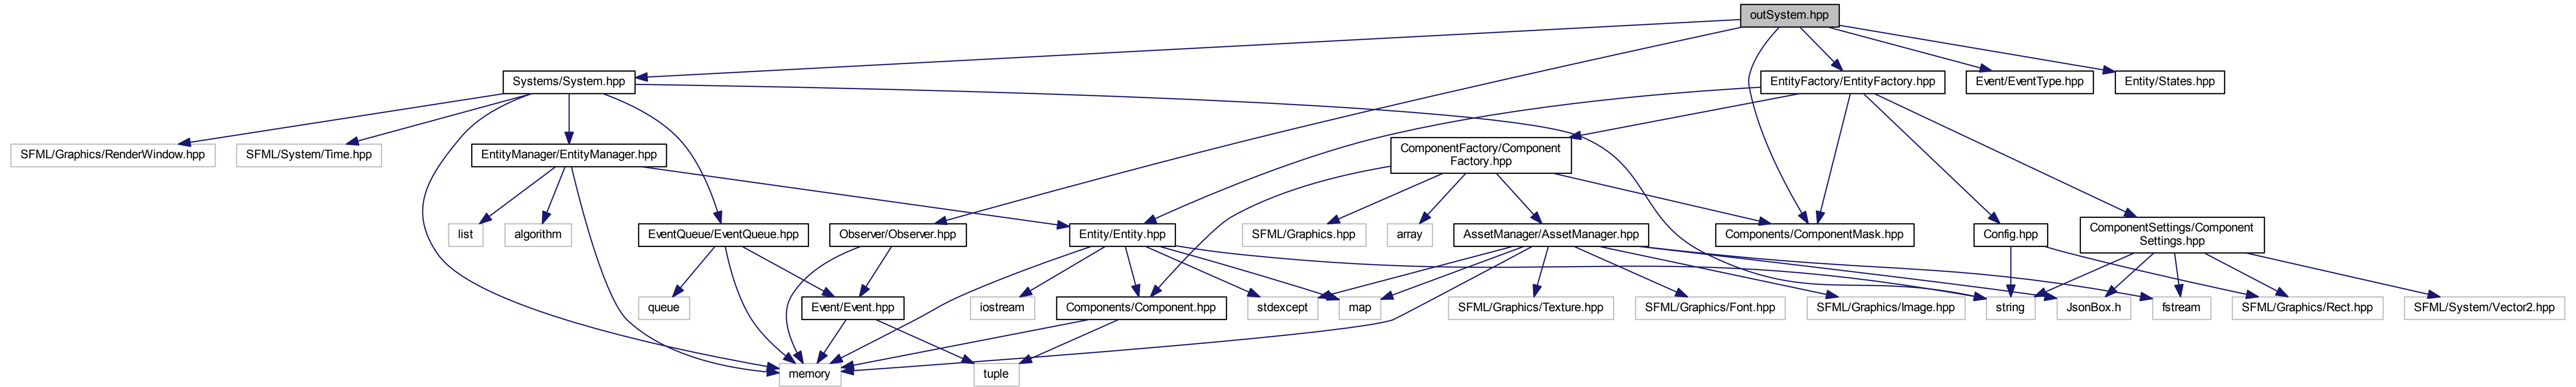 outSystem.hpp
Systems/System.hpp
EntityFactory/EntityFactory.hpp
Event/EventType.hpp
Entity/States.hpp
SFML/Graphics/RenderWindow.hpp
SFML/System/Time.hpp
EntityManager/EntityManager.hpp
ComponentFactory/Component
Factory.hpp
list
algorithm
EventQueue/EventQueue.hpp
Observer/Observer.hpp
Entity/Entity.hpp
SFML/Graphics.hpp
array
AssetManager/AssetManager.hpp
Components/ComponentMask.hpp
Config.hpp
ComponentSettings/Component
Settings.hpp
queue
Event/Event.hpp
iostream
Components/Component.hpp
stdexcept
map
SFML/Graphics/Texture.hpp
SFML/Graphics/Font.hpp
SFML/Graphics/Image.hpp
string
JsonBox.h
fstream
SFML/Graphics/Rect.hpp
SFML/System/Vector2.hpp
memory
tuple